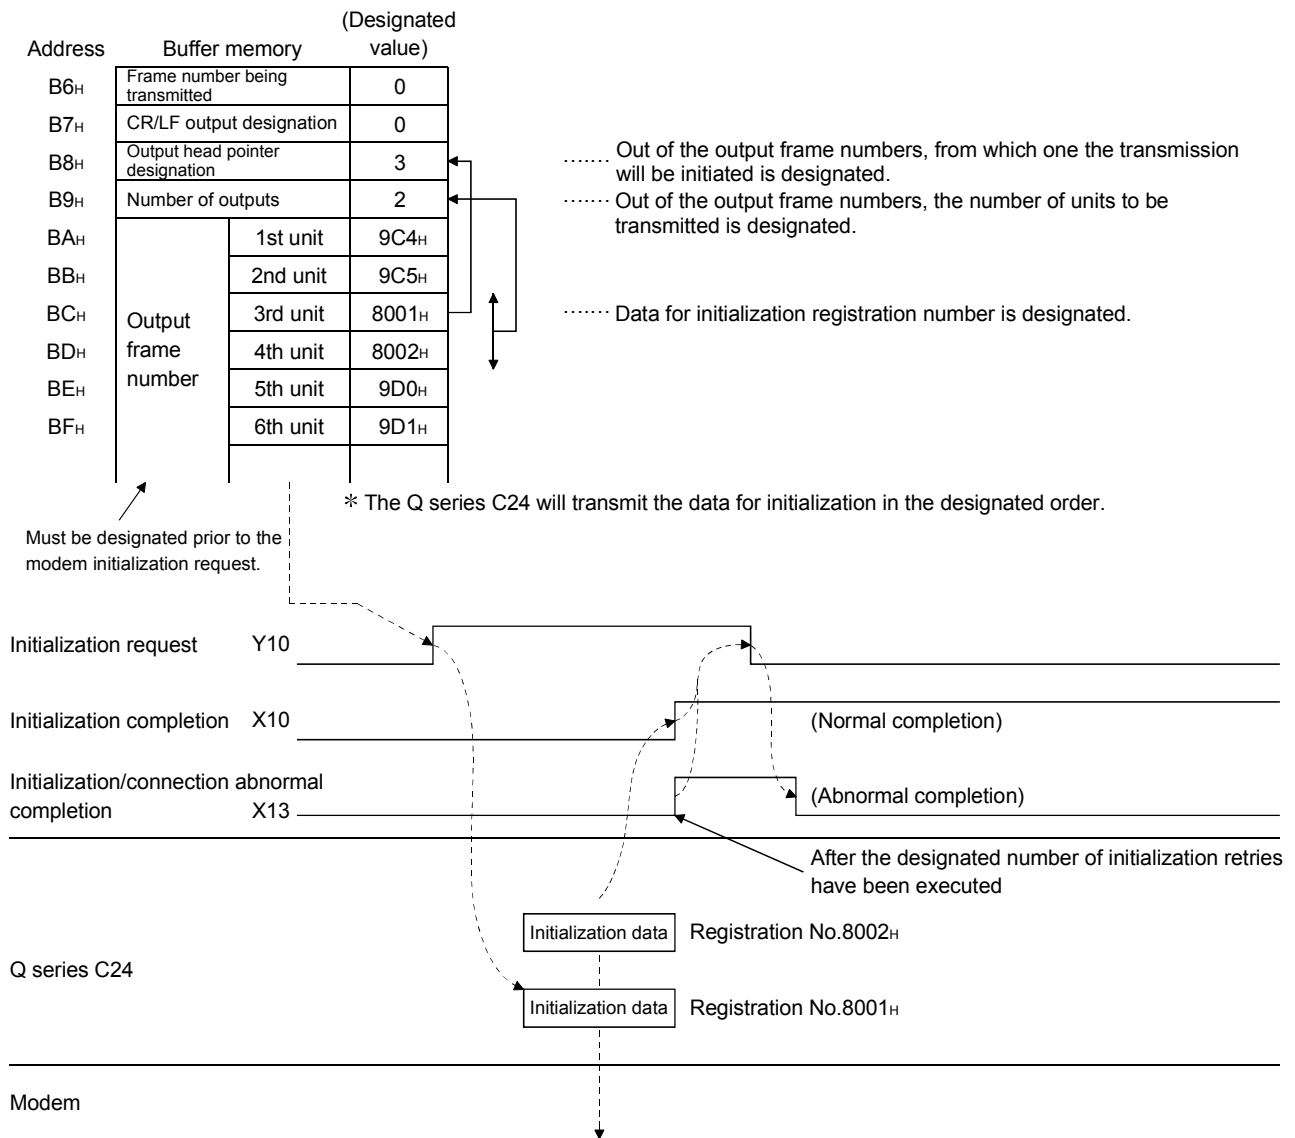 (Designated
Address Buffer memory value)
B6H Frame number being transmitted 0
B7H CR/LF output designation 0
B8H Output head pointer designation 3 ······· Out of the output frame numbers, from which one the transmission
will be initiated is designated.
B9H Number of outputs 2 ······· Out of the output frame numbers, the number of units to be
transmitted is designated.
BAH 1st unit 9C4H
BBH 2nd unit 9C5H
BCH 3rd unit 8001H ······· Data for initialization registration number is designated.
Output
BDH frame 4th unit 8002H
number
BEH 5th unit 9D0H
BFH 6th unit 9D1H
＊ The Q series C24 will transmit the data for initialization in the designated order.
Must be designated prior to the
modem initialization request.
Initialization request Y10
Initialization completion X10 (Normal completion)
Initialization/connection abnormal
completion X13 (Abnormal completion)
After the designated number of initialization retries
have been executed
Initialization data Registration No.8002H
Q series C24
Initialization data Registration No.8001H
Modem